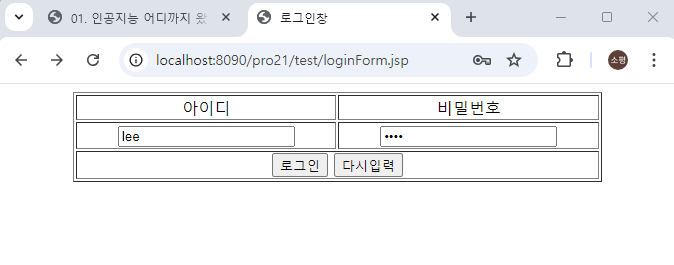 01. 인공지능 어디까지 왔
로그인창
localhost:8090/pro21/test/loginForm.jsp
소평
아이디 비밀번호
lee ••••
로그인 다시입력